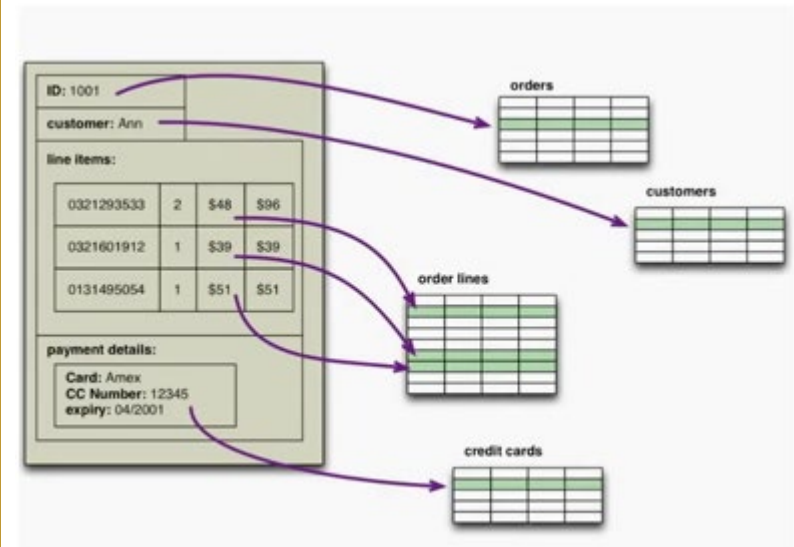 ID: 1001
customer: Ann
line items:
0321293533 2 $48 $96
0321601912 1 $39 $39
0131495054 1 $51 $51
payment details:
Card: Amex
CC Number: 12345
expiry: 04/2001
orders
customers
order lines
credit cards